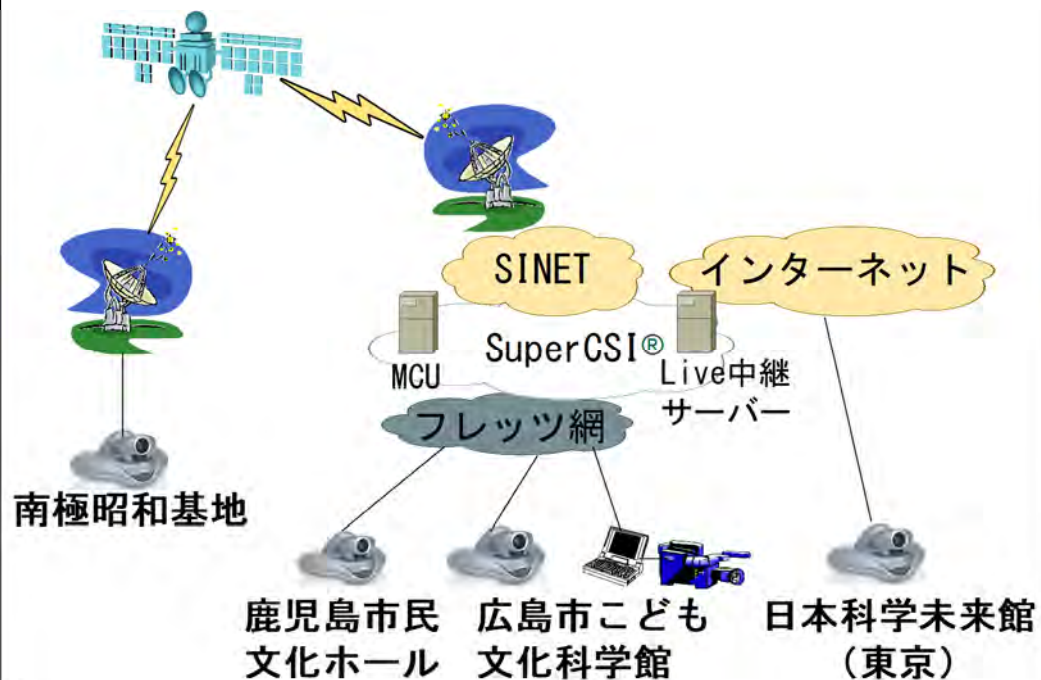 SINET
インターネット
SuperCSI®
MCU
Live中継
サーバー
フレッツ網
南極昭和基地
鹿児島市民
文化ホール
広島市こども
文化科学館
日本科学未来館
（東京）